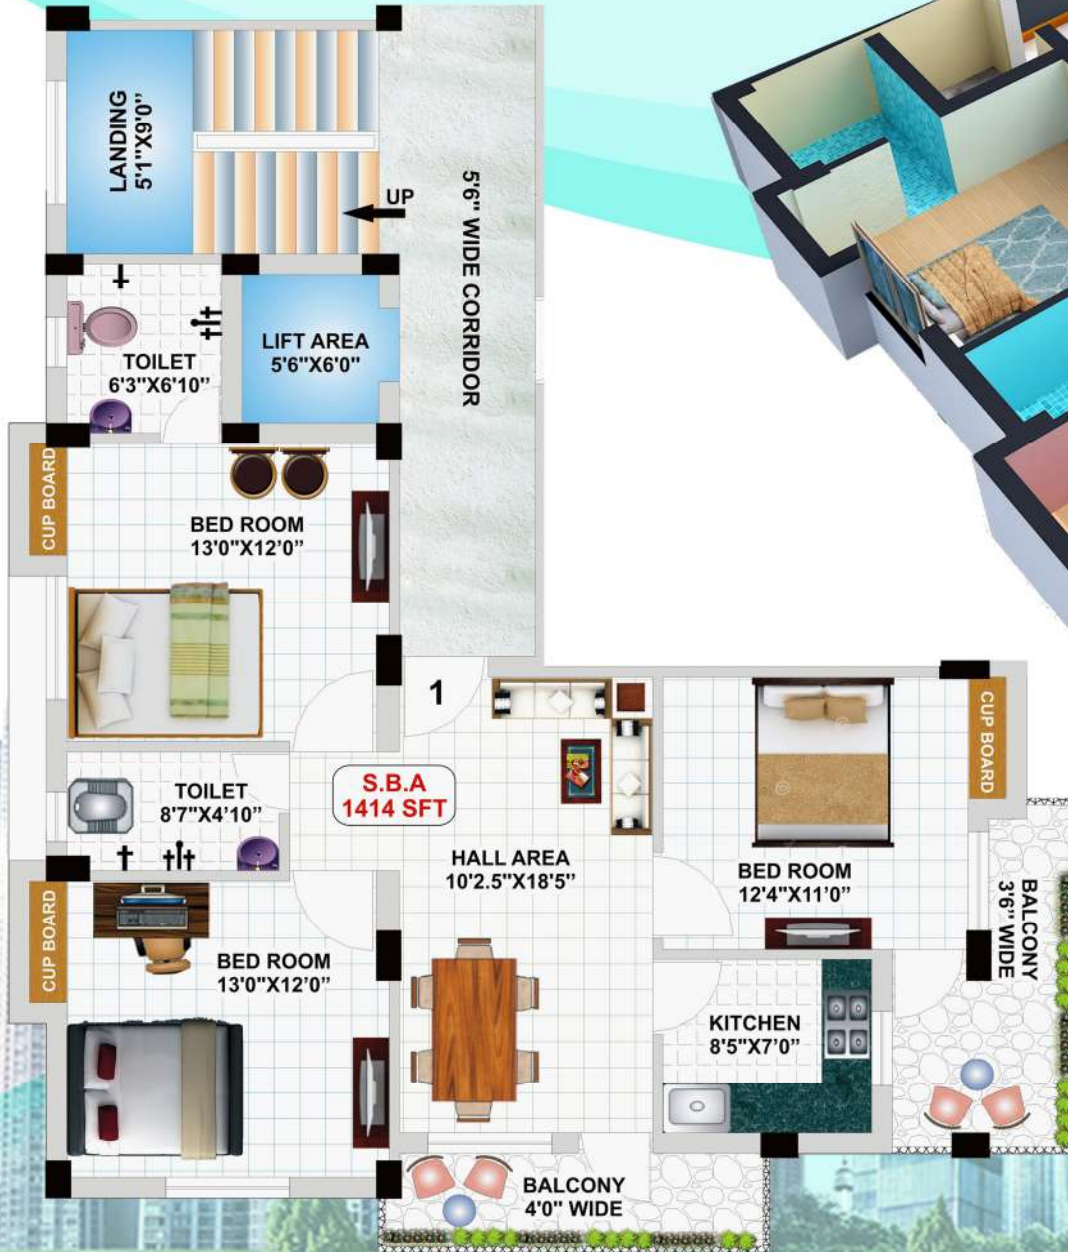 LANDING
5'1"X9'0"
UP
5'6" WIDE CORRIDOR
LIFT AREA
5'6"X6'0"
TOILET
6'3"X6'10”
CUP BOARD
BED ROOM
13'0"X12’0”
1
CUP BOARD
TOILET
8'7"X4’10”
S.B.A
1414 SFT
HALL AREA
10'2.5"X18'5”
BED ROOM
12'4"X11’0”
BALCONY
3'6" WIDE
CUP BOARD
BED ROOM
13'0"X12’0”
KITCHEN
8'5"X7’0”
BALCONY
4'0" WIDE